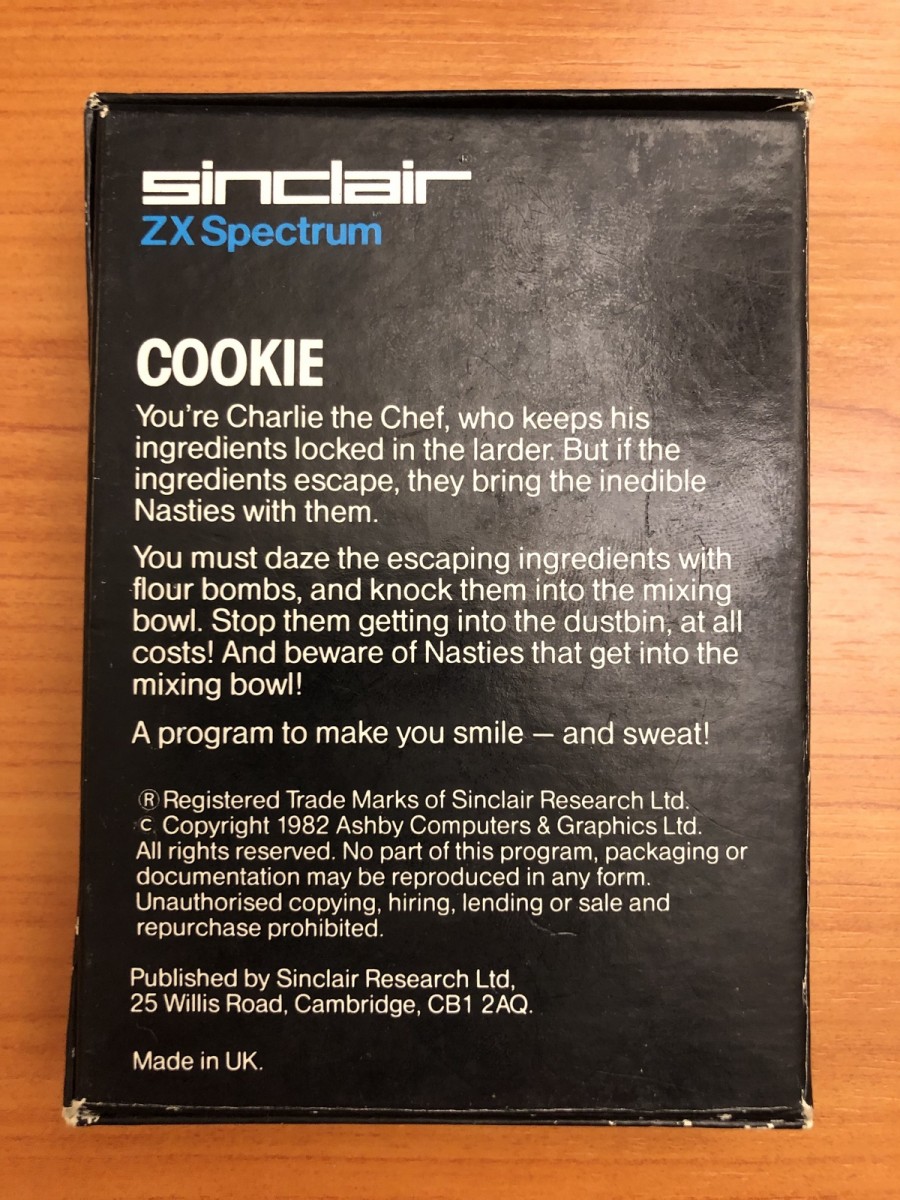 sinclair®
ZX Spectrum
COOKIE
You're Charlie the Chef, who keeps his
ingredients locked in the larder. But if the
ingredients escape, they bring the inedible
Nasties with them.
You must daze the escaping ingredients with
flour bombs, and knock them into the mixing
bowl. Stop them getting into the dustbin, at all
costs! And beware of Nasties that get into the
mixing bowl!
A program to make you smile — and sweat!
® Registered Trade Marks of Sinclair Research Ltd.
© Copyright 1982 Ashby Computers & Graphics Ltd.
All rights reserved. No part of this program, packaging or
documentation may be reproduced in any form.
Unauthorised copying, hiring, lending or sale and
repurchase prohibited.
Published by Sinclair Research Ltd,
25 Willis Road, Cambridge, CB1 2AQ.
Made in UK.